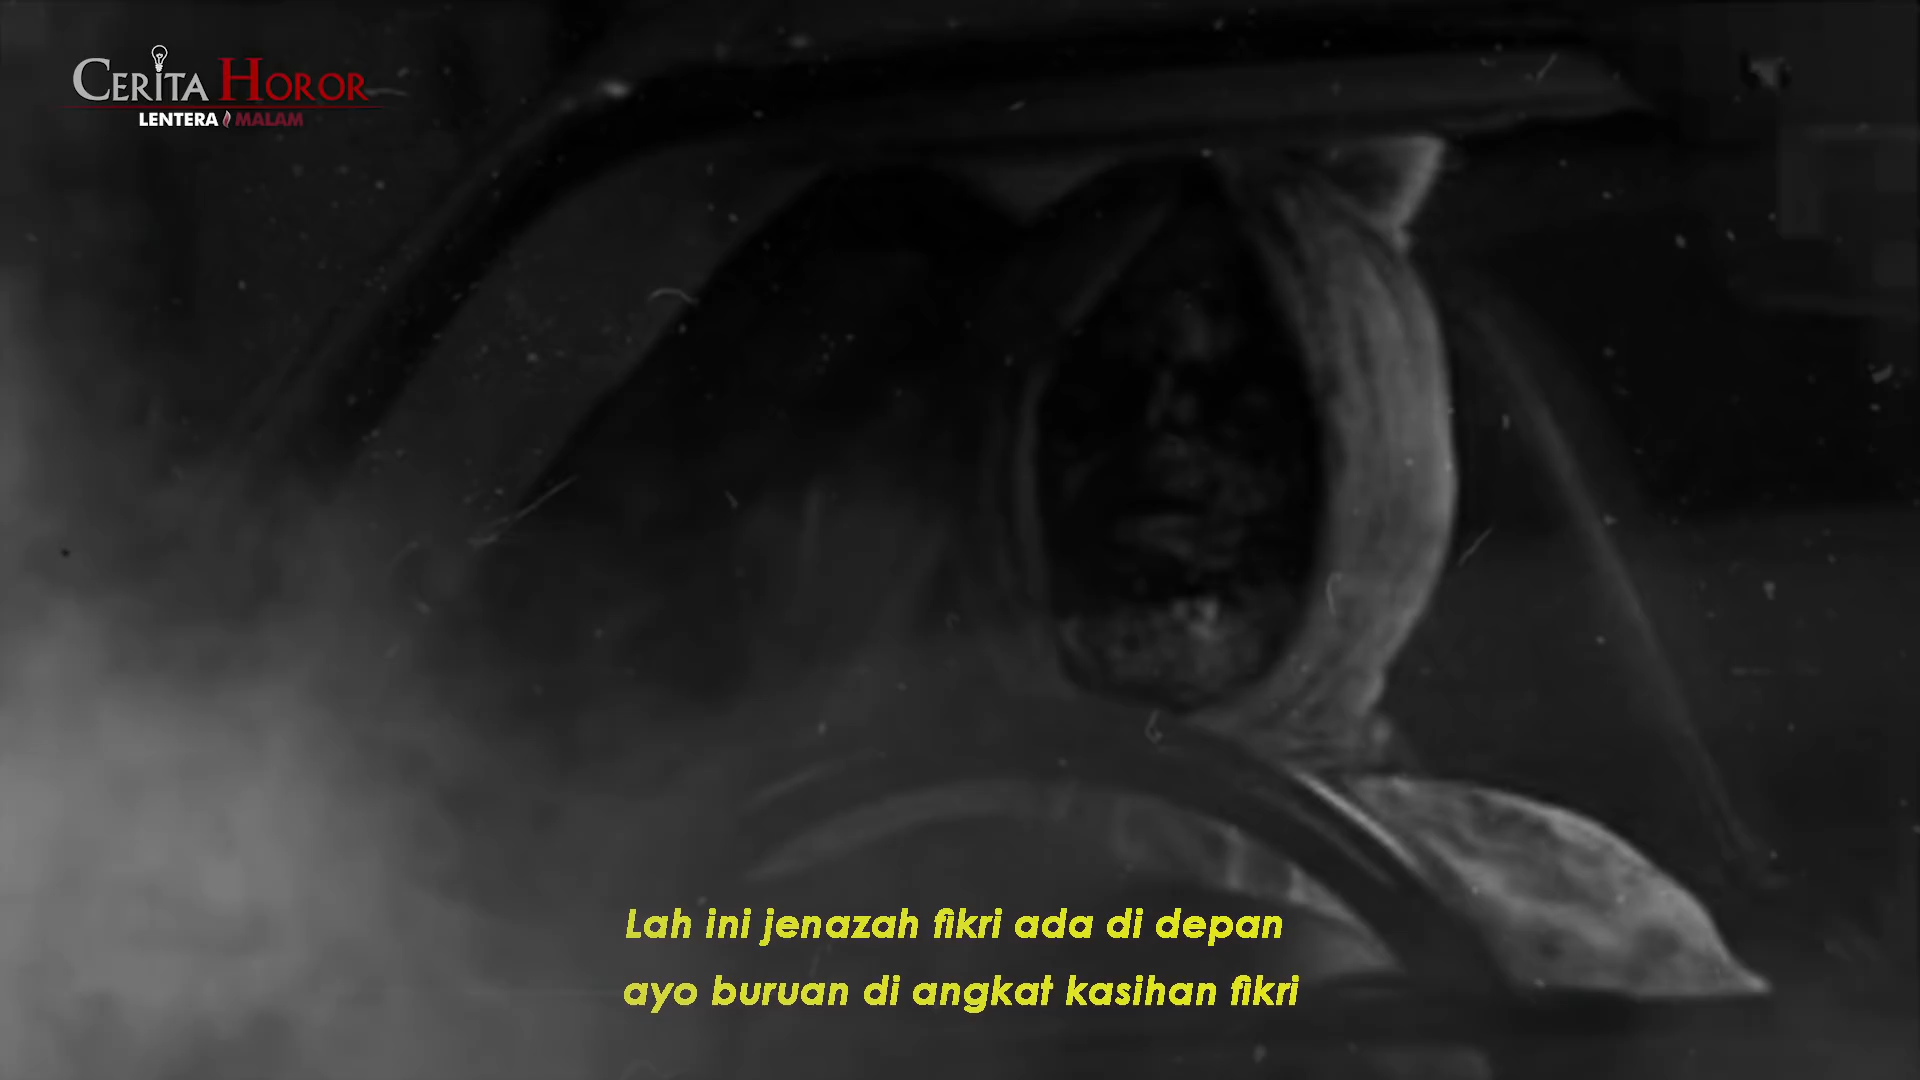 CERITA HOROR
LENTERA MALAM
Lah ini jenazah fikri ada di depan
ayo buruan di angkat kasihan fikri